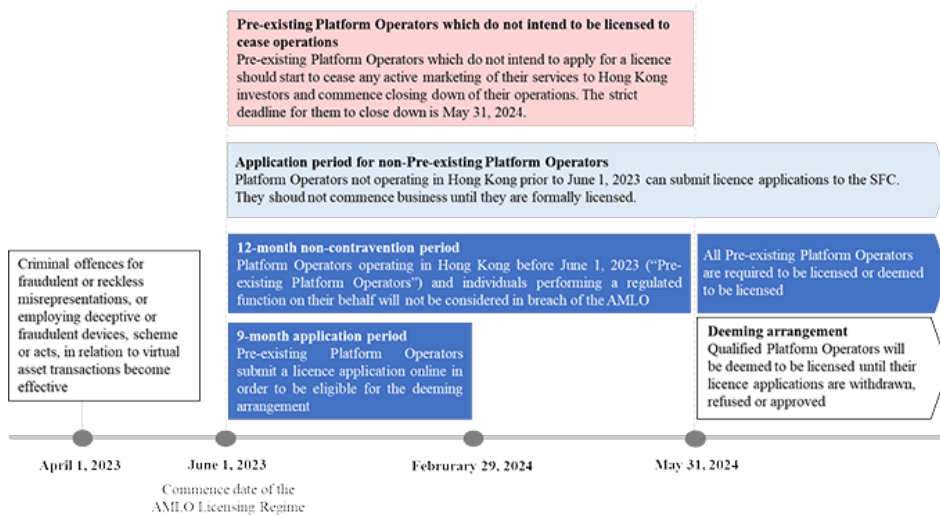 Pre-existing Platform Operators which do not intend to be licensed to
cease operations
Pre-existing Platform Operators which do not intend to apply for a licence
should start to cease any active marketing of their services to Hong Kong
investors and commence closing down of their operations. The strict
deadline for them to close down is May 31, 2024.
Application period for non-Pre-existing Platform Operators
Platform Operators not operating in Hong Kong prior to June 1, 2023 can submit licence applications to the SFC.
They shoud not commence business until they are formally licensed.
Criminal offences for
fraudulent or reckless
misrepresentations, or
employing deceptive or
fraudulent devices, scheme
or acts, in relation to virtual
asset transactions become
effective
12-month non-contravention period
Platform Operators operating in Hong Kong before June 1, 2023 (“Pre-
existing Platform Operators”) and individuals performing a regulated
function on their behalf will not be considered in breach of the AMLO
All Pre-existing Platform Operators
are required to be licensed or deemed
to be licensed
9-month application period
Pre-existing Platform Operators
submit a licence application online in
order to be eligible for the deeming
arrangement
Deeming arrangement
Qualified Platform Operators will
be deemed to be licensed until their
licence applications are withdrawn,
refused or approved
April 1, 2023
June 1, 2023
Februrary 29, 2024
May 31, 2024
Commence date of the
AMLO Licensing Regime